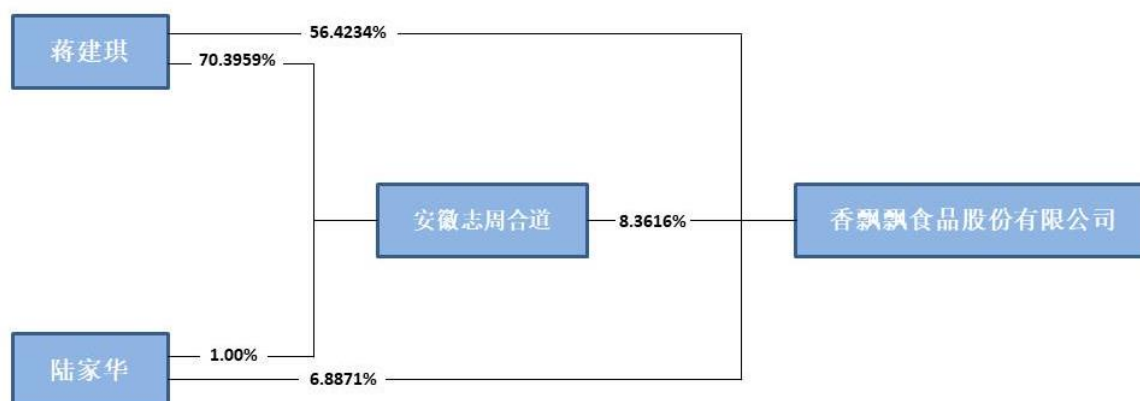 56.4234%
蒋建琪
70.3959%
安徽志周合道
8.3616%
香飘飘食品股份有限公司
1.00%
陆家华
6.8871%